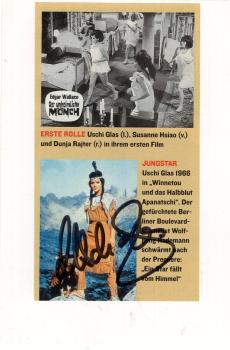 Edgar Wallace
Der unheimliche
MÖNCH
ERSTE ROLLE Uschi Glas (l.), Susanne Hsiao (v.)
und Dunja Rajter (r.) in ihrem ersten Film
JUNGSTAR
Uschi Glas 1966
in „Winnetou
und das Halbblut
Apanatschi“. Der
gefürchtete Ber-
liner Boulevard-
Wolf-
gang Rademann
schwärmt nach
der Premiere:
„Ein Star fällt
vom Himmel“